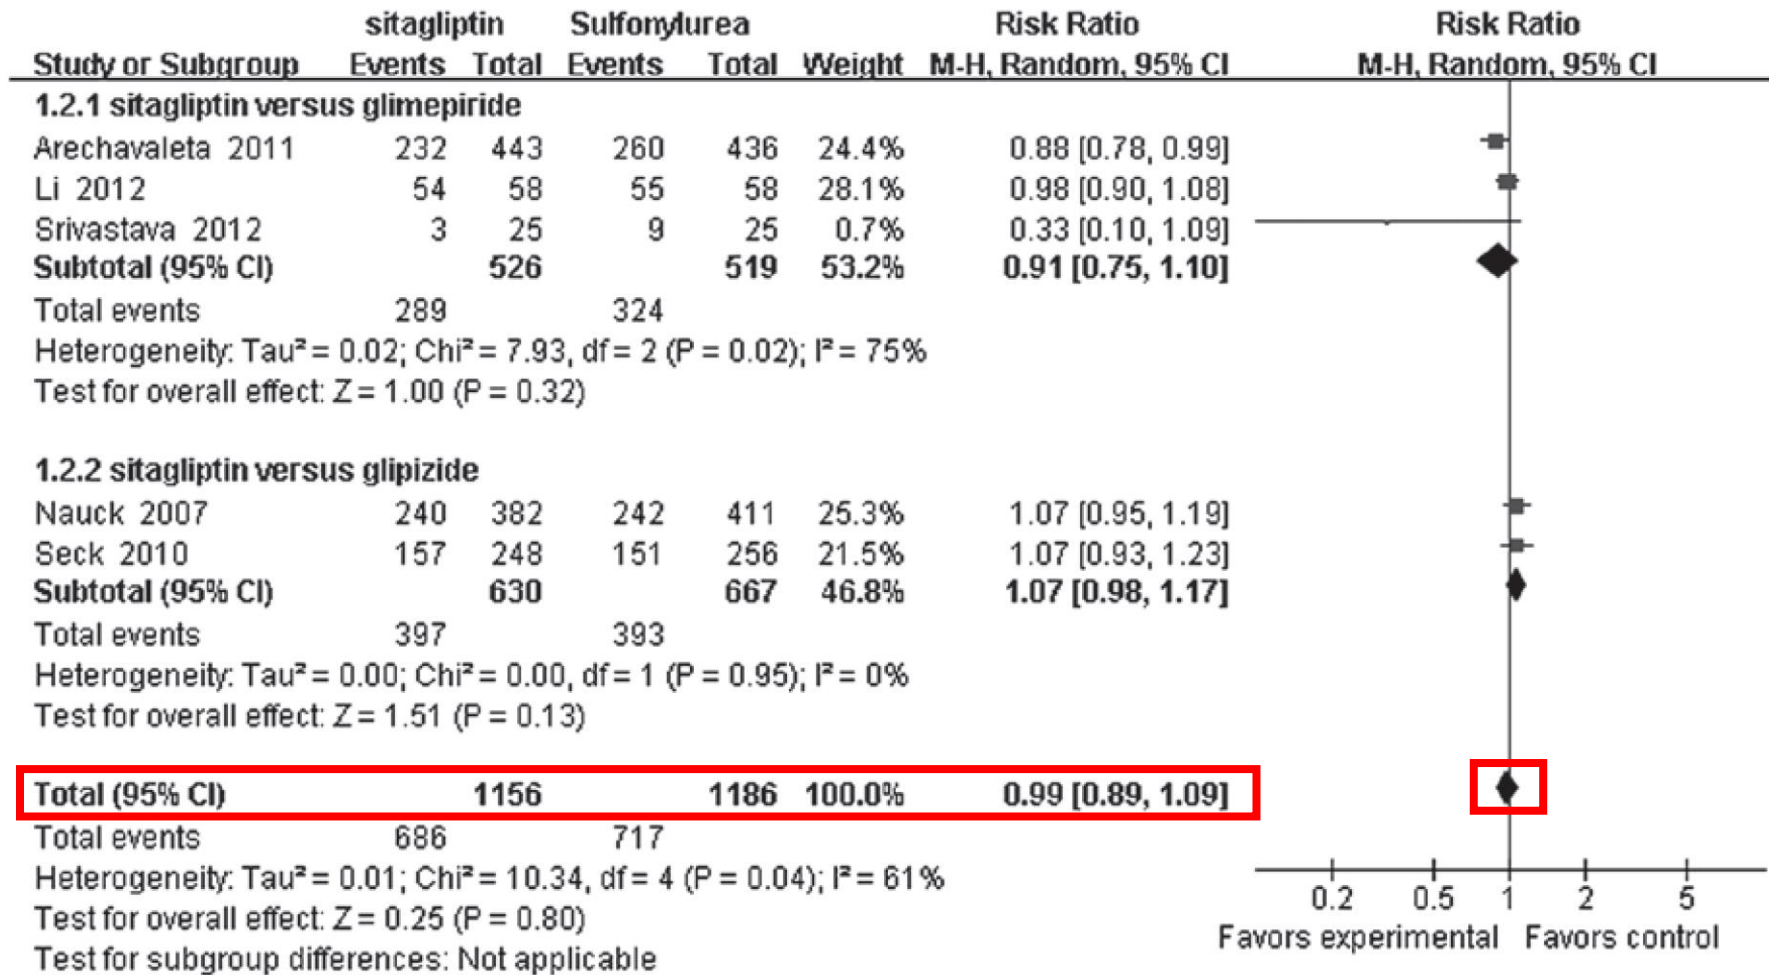 sitagliptin Sulfonylurea Risk Ratio Risk Ratio
Study or Subgroup Events Total Events Total Weight M-H, Random, 95% CI M-H, Random, 95% CI
1.2.1 sitagliptin versus glimepiride
Arechavaleta 2011 232 443 260 436 24.4% 0.88 [0.78, 0.99]
Li 2012 54 58 55 58 28.1% 0.98 [0.90, 1.08]
Srivastava 2012 3 25 9 25 0.7% 0.33 [0.10, 1.09]
Subtotal (95% CI) 526 519 53.2% 0.91 [0.75, 1.10]
Total events 289 324
Heterogeneity: Tau² = 0.02; Chi² = 7.93, df = 2 (P = 0.02); I² = 75%
Test for overall effect: Z = 1.00 (P = 0.32)
1.2.2 sitagliptin versus glipizide
Nauck 2007 240 382 242 411 25.3% 1.07 [0.95, 1.19]
Seck 2010 157 248 151 256 21.5% 1.07 [0.93, 1.23]
Subtotal (95% CI) 630 667 46.8% 1.07 [0.98, 1.17]
Total events 397 393
Heterogeneity: Tau² = 0.00; Chi² = 0.00, df = 1 (P = 0.95); I² = 0%
Test for overall effect: Z = 1.51 (P = 0.13)
Total (95% CI) 1156 1186 100.0% 0.99 [0.89, 1.09]
Total events 686 717
Heterogeneity: Tau² = 0.01; Chi² = 10.34, df = 4 (P = 0.04); I² = 61%
Test for overall effect: Z = 0.25 (P = 0.80)
Test for subgroup differences: Not applicable
0.2 0.5 1 2 5
Favors experimental Favors control